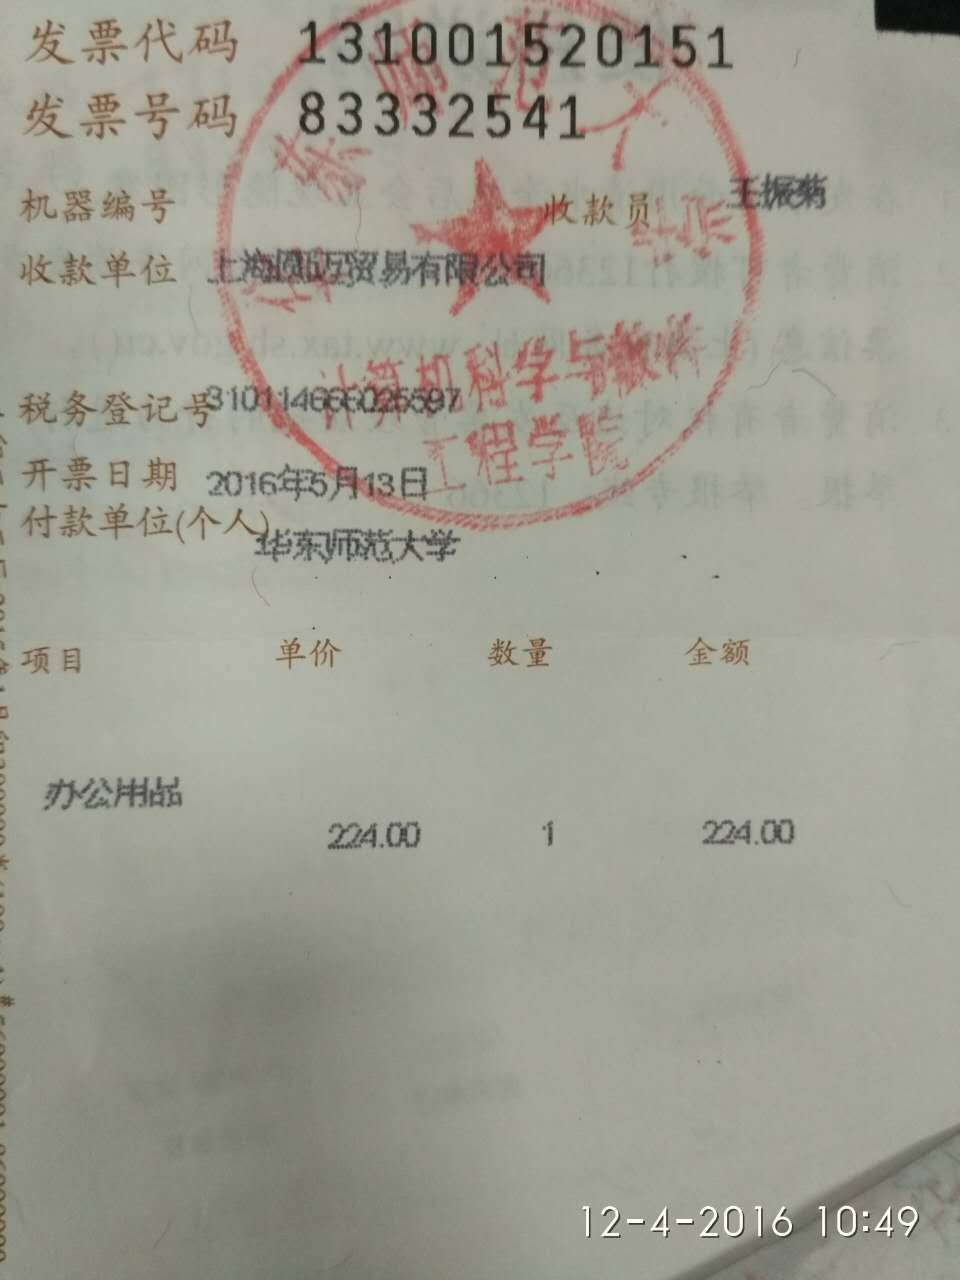 发票代码 131001520151
发票号码 83332541
机器编号 收款员 王振菊
收款单位 上海 迈贸易有限公司
税务登记号 310114666025597
开票日期 2016年5月13日
付款单位(个人) 华东师范大学
计算机科学与软件
工程学院
项目 单价 数量 金额
办公用品
224.00 1 224.00
12-4-2016 10:49